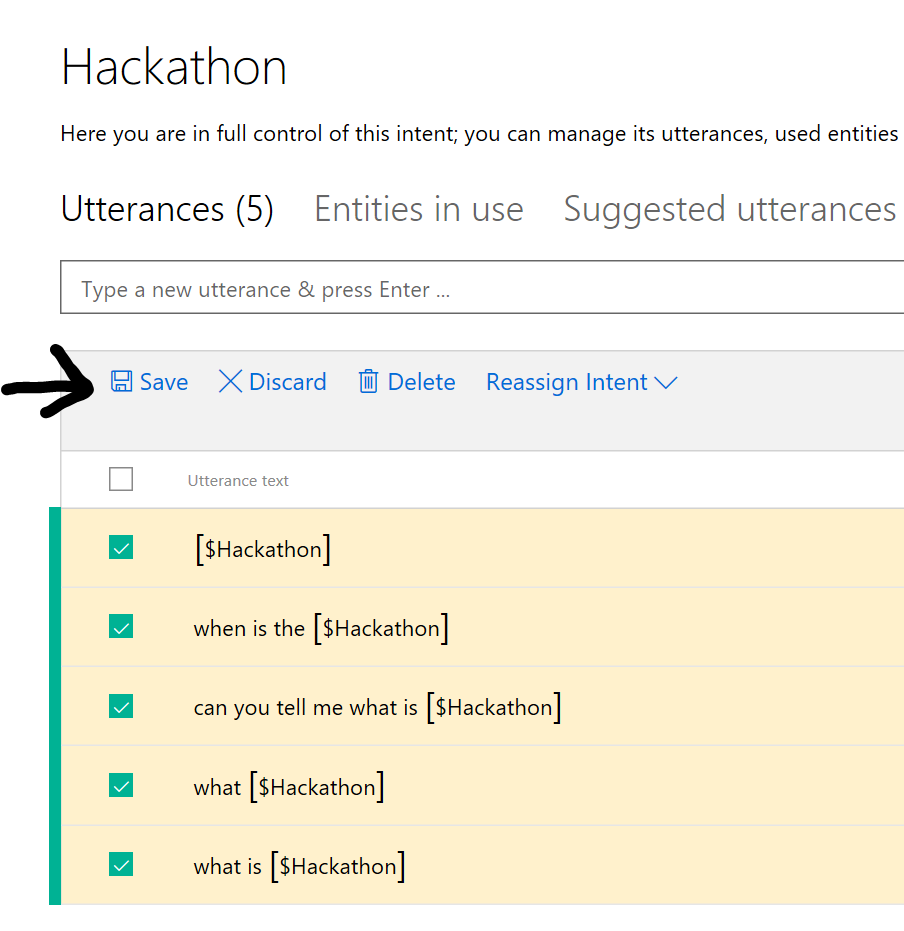 Hackathon
Here you are in full control of this intent; you can manage its utterances, used entities
Utterances (5) Entities in use Suggested utterances
Type a new utterance & press Enter ...
Save Discard Delete Reassign Intent
Utterance text
[$Hackathon]
when is the [$Hackathon]
can you tell me what is [$Hackathon]
what [$Hackathon]
what is [$Hackathon]